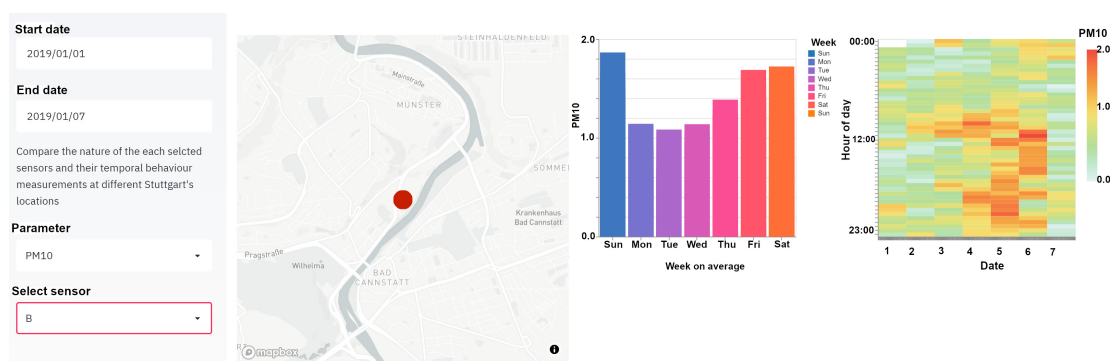 Start date
2019/01/01
End date
2019/01/07
Compare the nature of the each selcted
sensors and their temporal behaviour
measurements at different Stuttgart's
locations
Parameter
PM10
Select sensor
B
STEINHALDENFELD
Mainstraße
MÜNSTER
SOMME
Krankenhaus
Bad Cannstatt
Pragstraße
Wilhelma
BAD
CANNSTATT
mapbox
PM10
2.0
1.0
0.0
Sun Mon Tue Wed Thu Fri Sat
Week on average
Week
Sun
Mon
Tue
Wed
Thu
Fri
Sat
Sun
Hour of day
00:00
12:00
23:00
1 2 3 4 5 6 7
Date
PM10
2.0
1.0
0.0